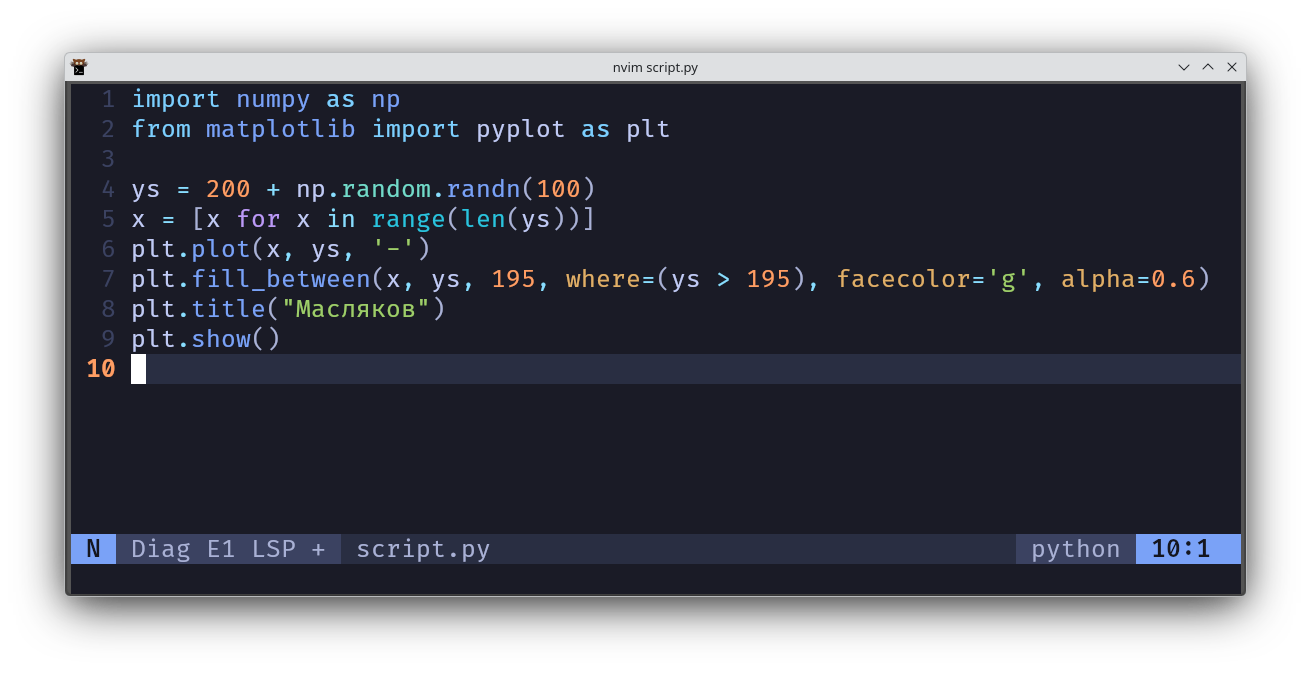 nvim script.py
1 import numpy as np
2 from matplotlib import pyplot as plt
3
4 ys = 200 + np.random.randn(100)
5 x = [x for x in range(len(ys))]
6 plt.plot(x, ys, '-')
7 plt.fill_between(x, ys, 195, where=(ys > 195), facecolor='g', alpha=0.6)
8 plt.title("Масляков")
9 plt.show()
10
N Diag E1 LSP + script.py python 10:1